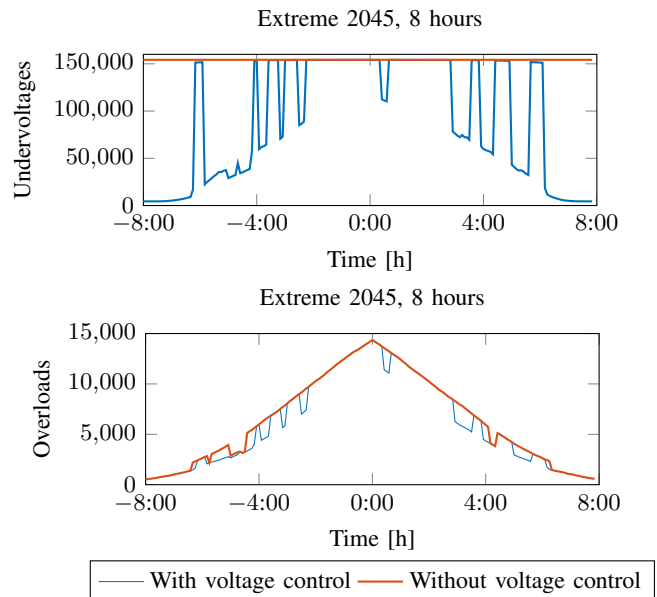 Extreme 2045, 8 hours
150,000
100,000
50,000
0
Undervoltages
−8:00 −4:00 0:00 4:00 8:00
Time [h]
Extreme 2045, 8 hours
15,000
10,000
5,000
0
Overloads
−8:00 −4:00 0:00 4:00 8:00
Time [h]
With voltage control Without voltage control